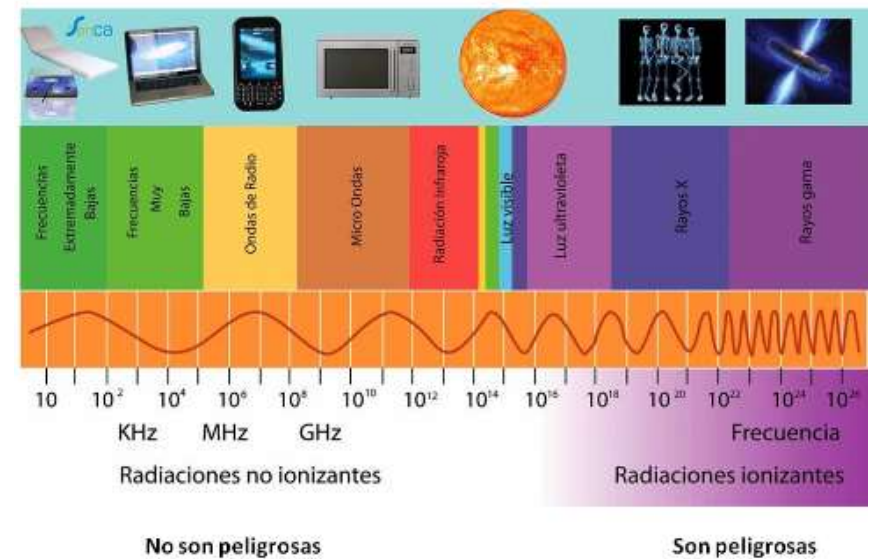 Senca
Frecuencias
Extremadamente
Bajas
Frecuencias
Muy
Bajas
Ondas de Radio
Micro Ondas
Radiación Infraroja
Luz visible
Luz ultravioleta
Rayos X
Rayos gama
10 10² 10⁴ 10⁶ 10⁸ 10¹⁰ 10¹² 10¹⁴ 10¹⁶ 10¹⁸ 10²⁰ 10²² 10²⁴ 10²⁶
KHz MHz GHz Frecuencia
Radiaciones no ionizantes Radiaciones ionizantes
No son peligrosas Son peligrosas